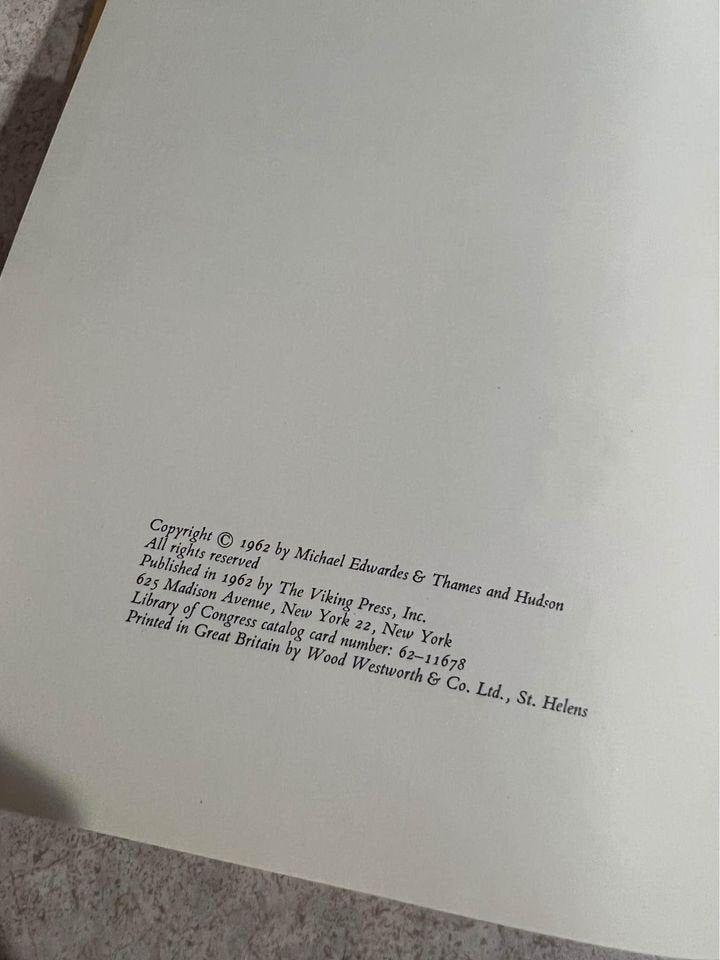 Copyright © 1962 by Michael Edwardes & Thames and Hudson
All rights reserved
Published in 1962 by The Viking Press, Inc.
625 Madison Avenue, New York 22, New York
Library of Congress catalog card number: 62–11678
Printed in Great Britain by Wood Westworth & Co. Ltd., St. Helens